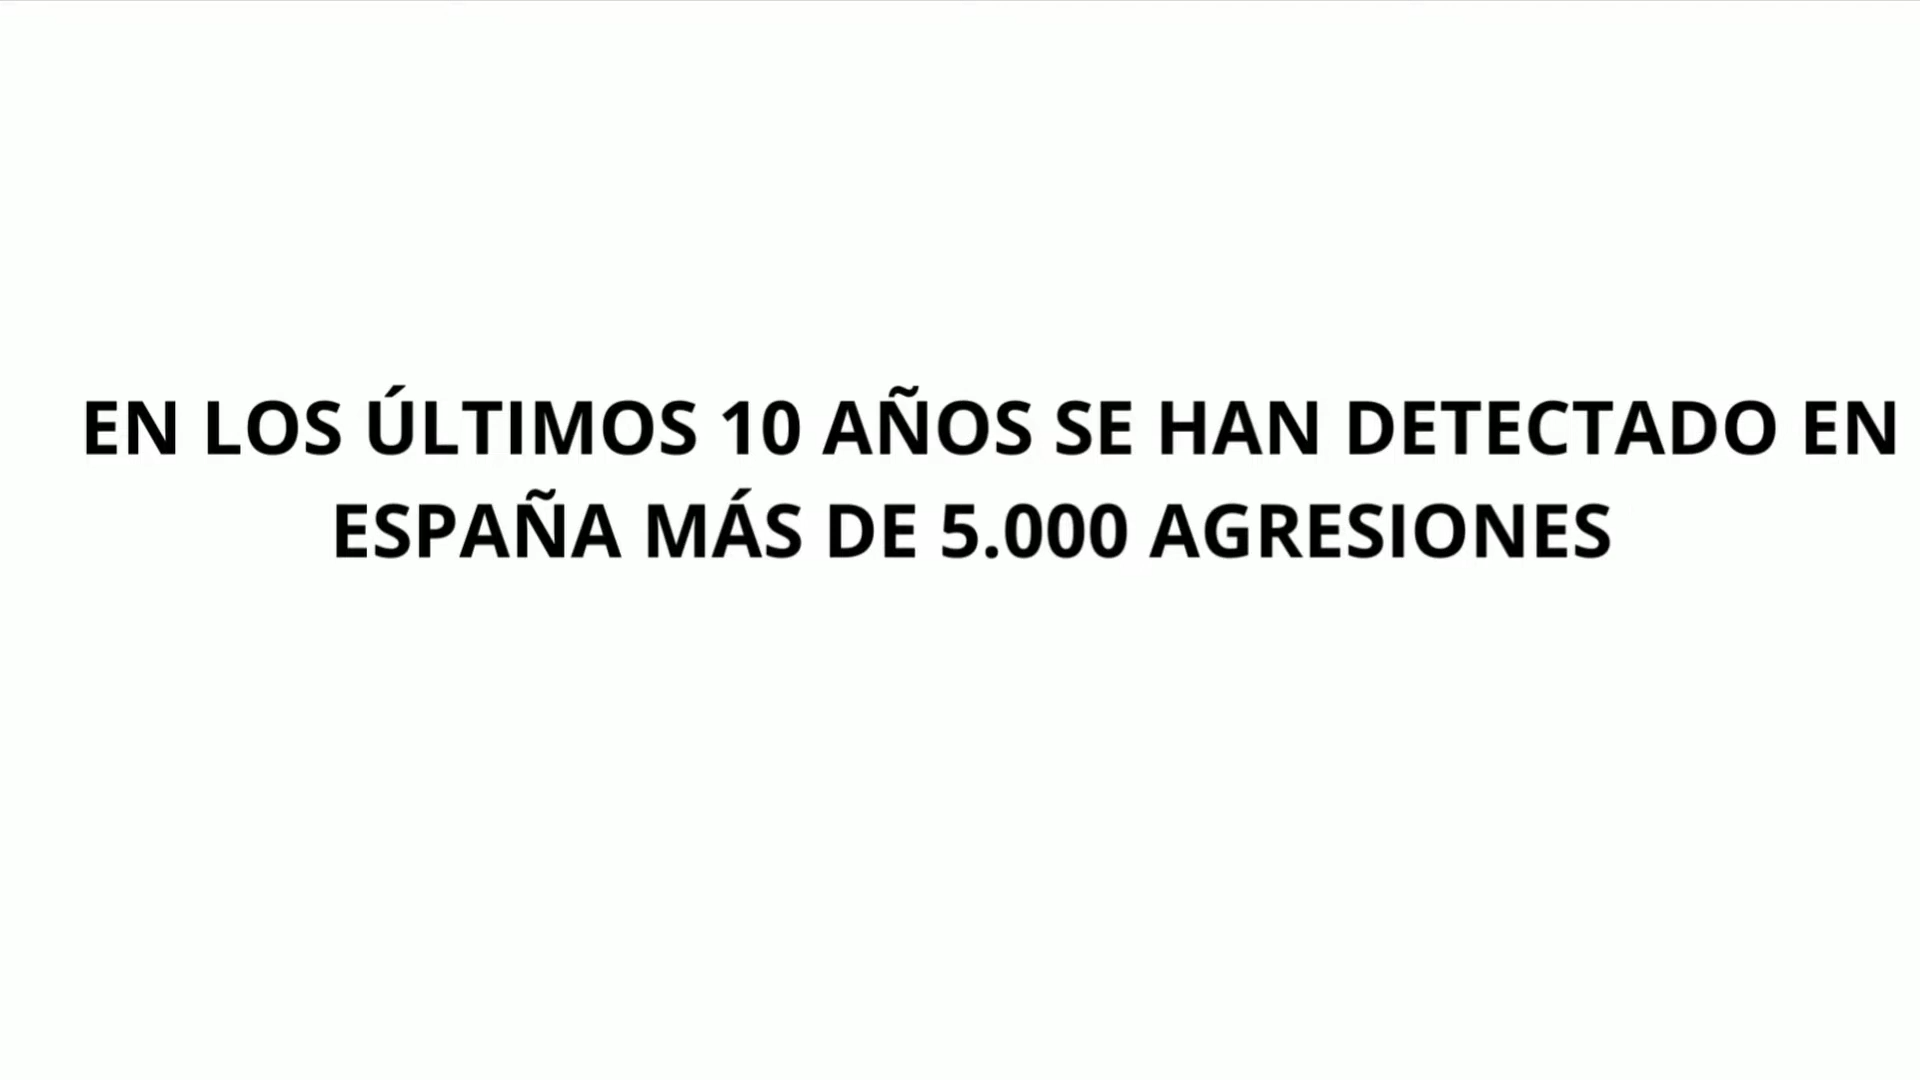 EN LOS ÚLTIMOS 10 AÑOS SE HAN DETECTADO EN
ESPAÑA MÁS DE 5.000 AGRESIONES